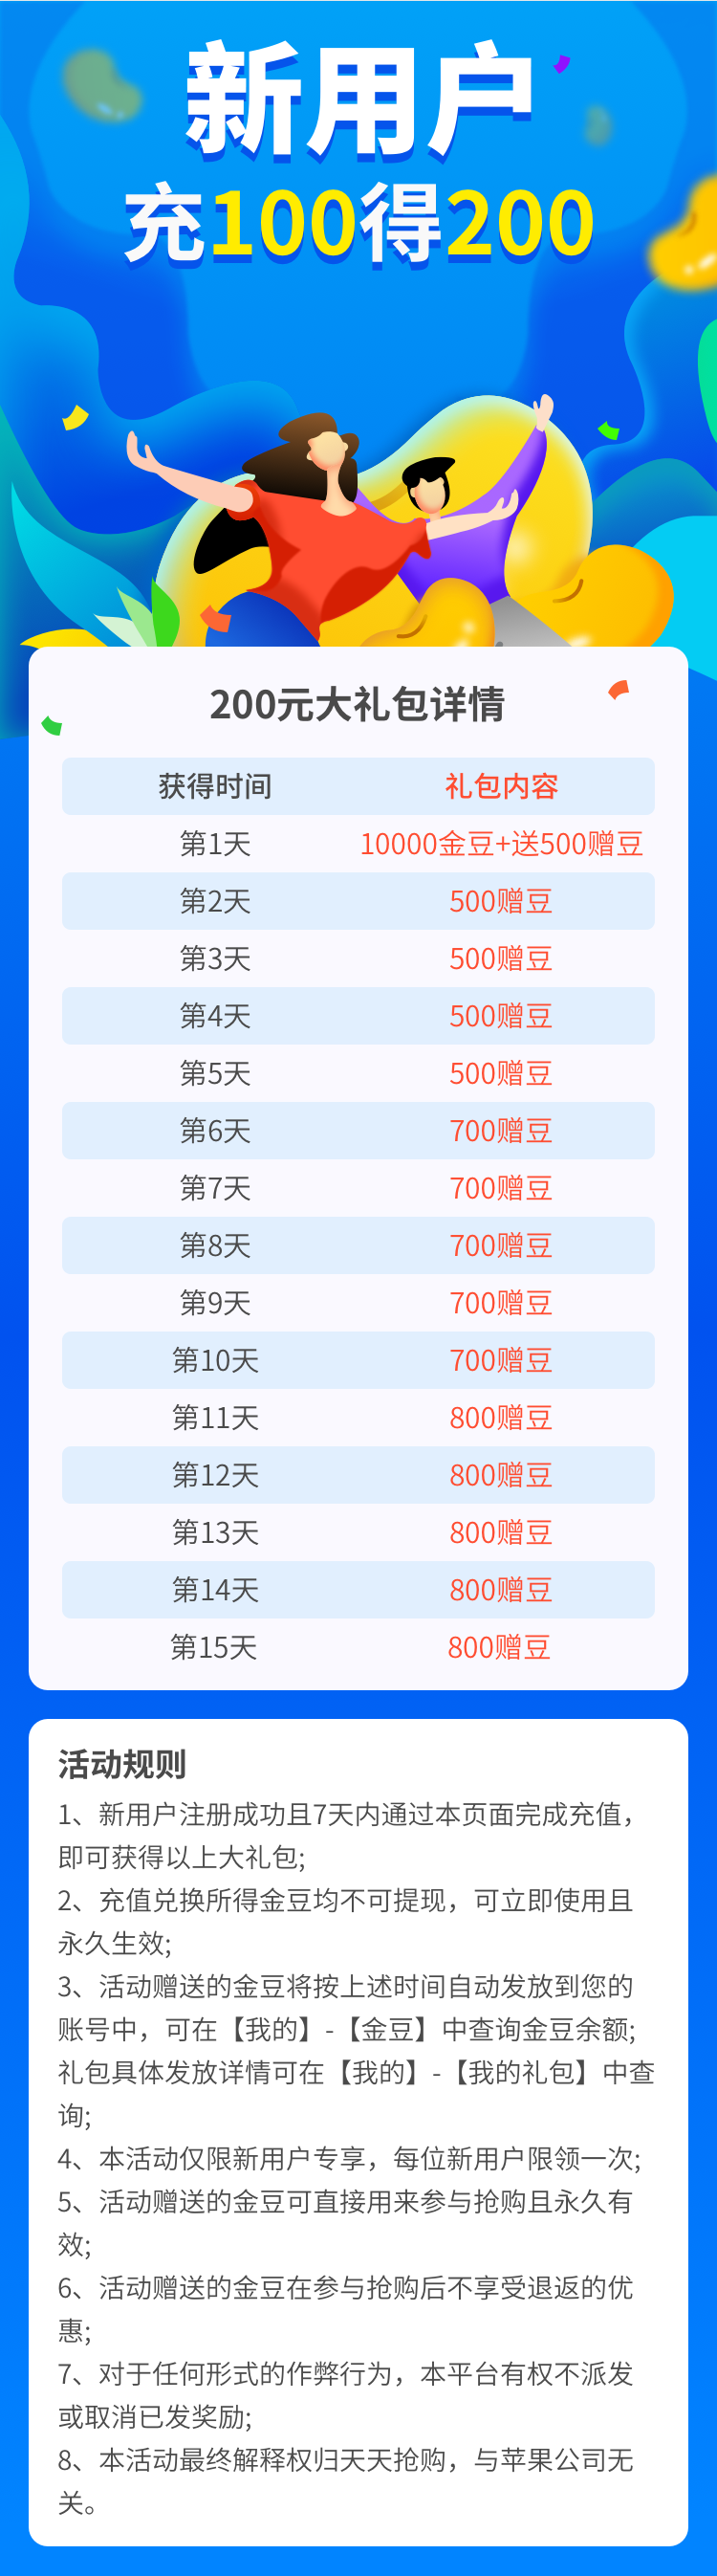 新用户
充100得200
200元大礼包详情
获得时间 礼包内容
第1天 10000金豆+送500赠豆
第2天 500赠豆
第3天 500赠豆
第4天 500赠豆
第5天 500赠豆
第6天 700赠豆
第7天 700赠豆
第8天 700赠豆
第9天 700赠豆
第10天 700赠豆
第11天 800赠豆
第12天 800赠豆
第13天 800赠豆
第14天 800赠豆
第15天 800赠豆
活动规则
1、新用户注册成功且7天内通过本页面完成充值，
即可获得以上大礼包;
2、充值兑换所得金豆均不可提现，可立即使用且
永久生效;
3、活动赠送的金豆将按上述时间自动发放到您的
账号中，可在【我的】-【金豆】中查询金豆余额;
礼包具体发放详情可在【我的】-【我的礼包】中查
询;
4、本活动仅限新用户专享，每位新用户限领一次;
5、活动赠送的金豆可直接用来参与抢购且永久有
效;
6、活动赠送的金豆在参与抢购后不享受退返的优
惠;
7、对于任何形式的作弊行为，本平台有权不派发
或取消已发奖励;
8、本活动最终解释权归天天抢购，与苹果公司无
关。